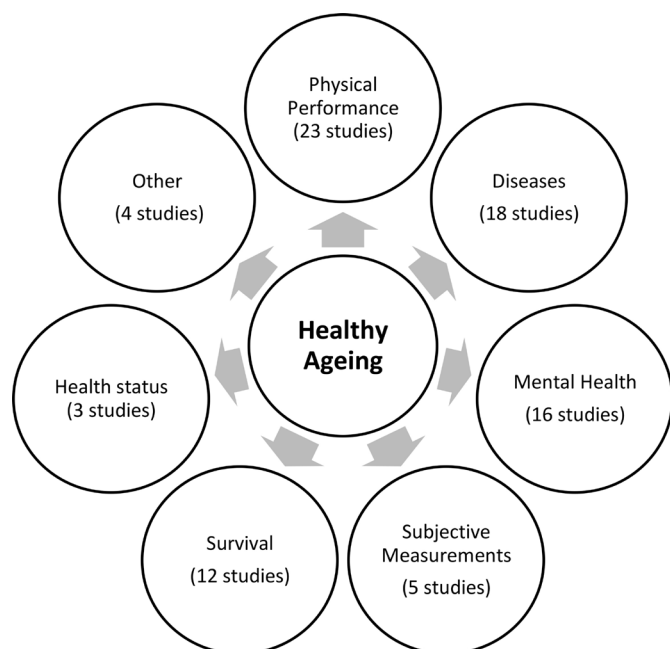 Physical
Performance
(23 studies)
Other
(4 studies)
Diseases
(18 studies)
Healthy
Ageing
Health status
(3 studies)
Mental Health
(16 studies)
Survival
(12 studies)
Subjective
Measurements
(5 studies)